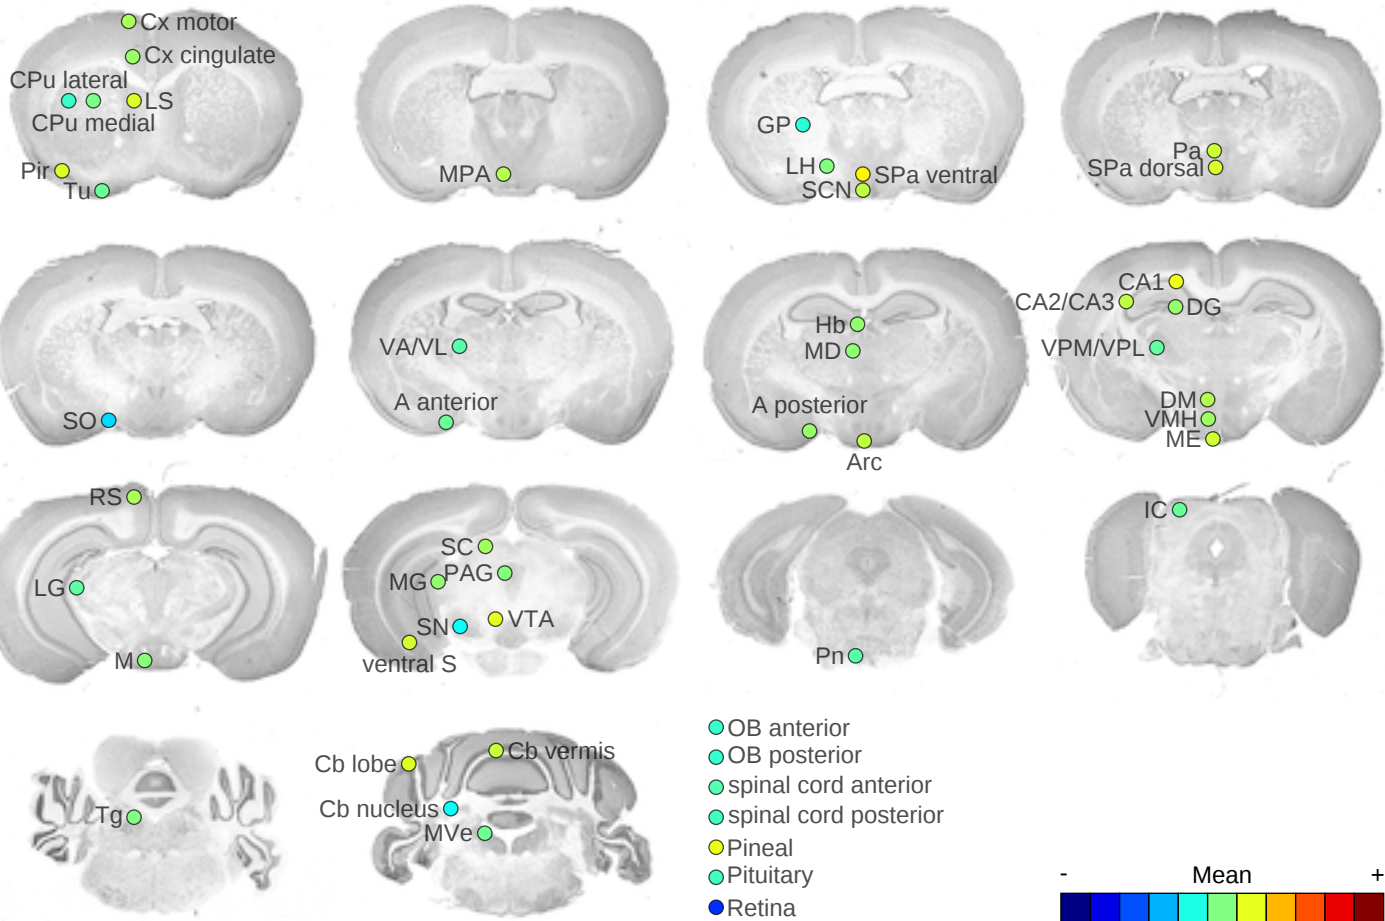 Cx motor
Cx cingulate
CPu lateral
LS
CPu medial
Pir
Tu
MPA
GP
LH
SPa ventral
SCN
Pa
SPa dorsal
SO
VA/VL
A anterior
Hb
MD
A posterior
Arc
CA1
CA2/CA3
DG
VPM/VPL
DM
VMH
ME
RS
LG
M
SC
MG
PAG
SN
VTA
ventral S
Pn
IC
Tg
Cb lobe
Cb vermis
Cb nucleus
MVe
OB anterior
OB posterior
spinal cord anterior
spinal cord posterior
Pineal
Pituitary
Retina
- Mean +